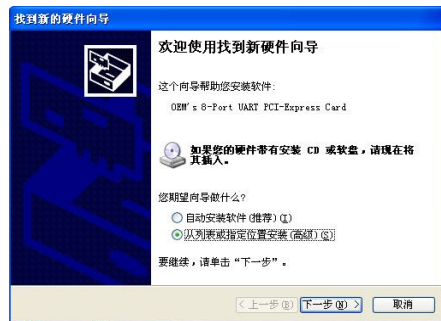 找到新的硬件向导
欢迎使用找到新硬件向导
这个向导帮助您安装软件:
OEM's 8-Port UART PCI-Express Card
如果您的硬件带有安装 CD 或软盘，请现在将
其插入。
您期望向导做什么?
自动安装软件(推荐)(I)
从列表或指定位置安装(高级)(S)
要继续，请单击“下一步”。
< 上一步(B) 下一步(N) > 取消